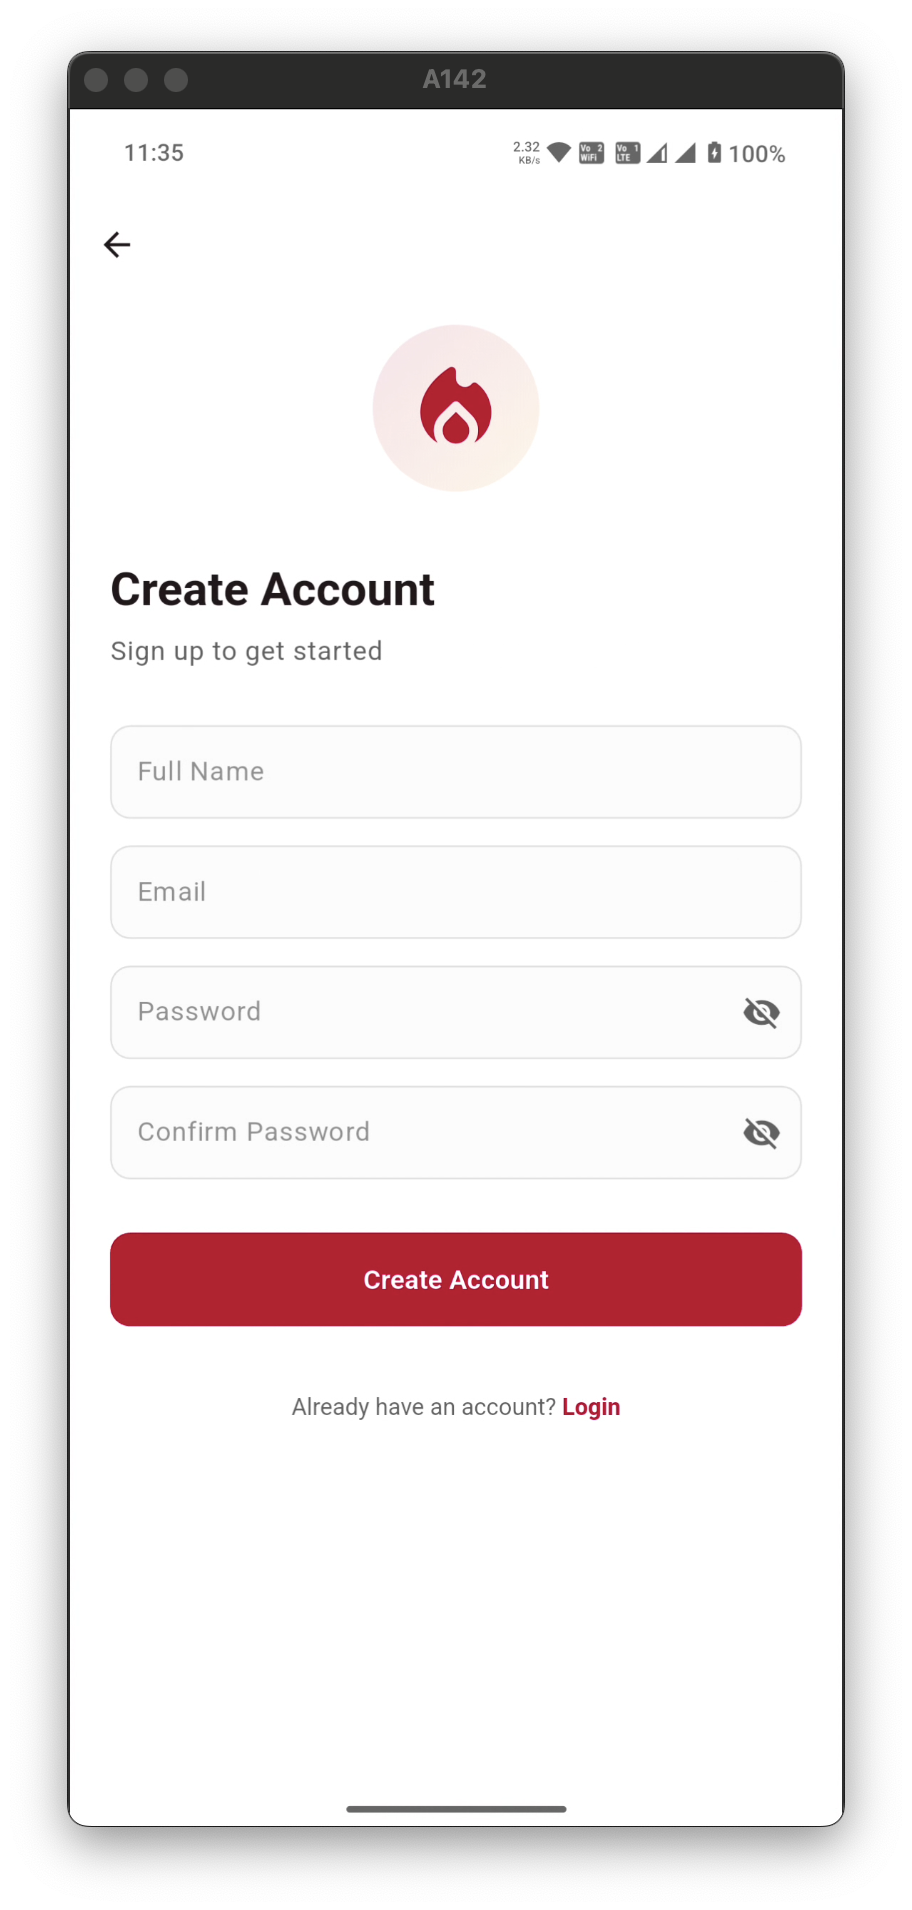 A142
11:35
2.32
KB/s
Vo 2
WiFi
Vo 1
LTE
100%
Create Account
Sign up to get started
Full Name
Email
Password
Confirm Password
Create Account
Already have an account? Login